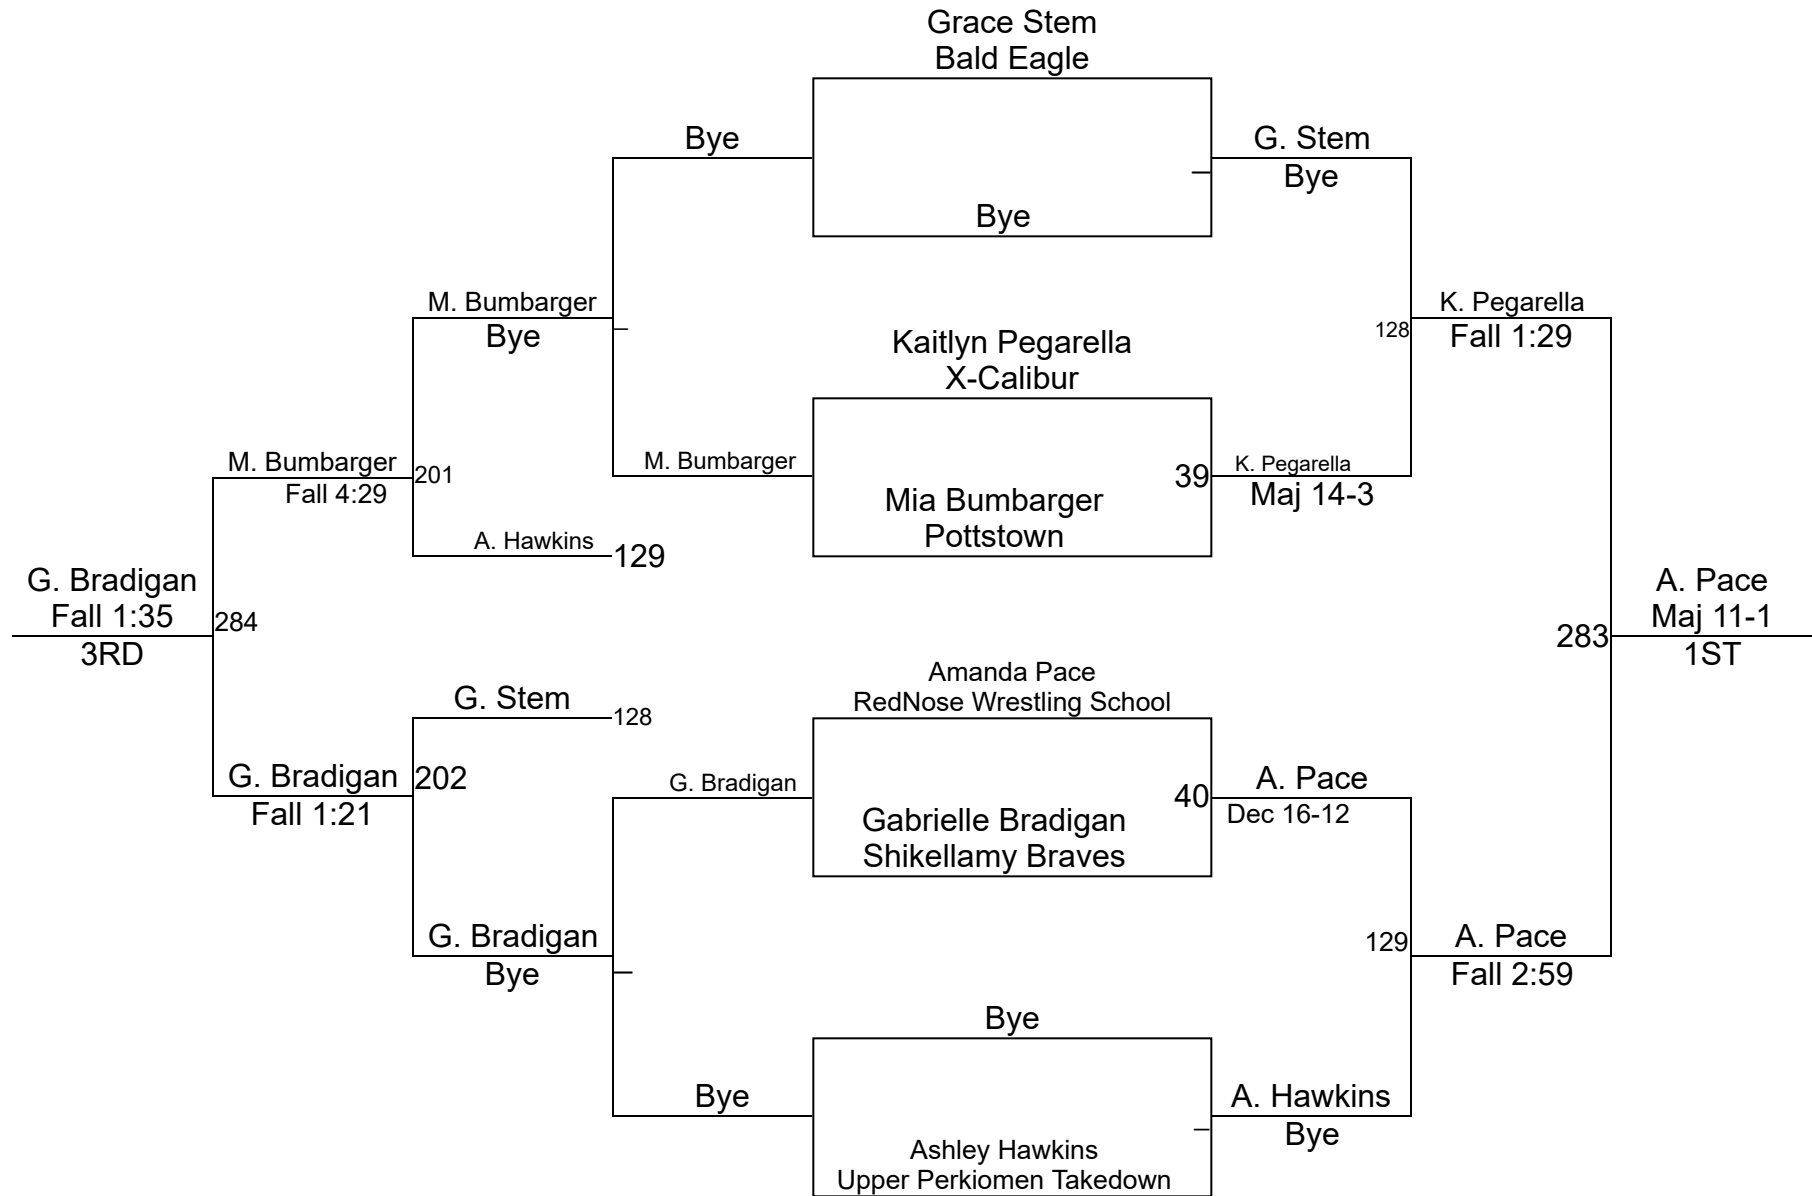 Grace Stem
Bald Eagle
Bye
G. Stem
Bye
Bye
M. Bumbarger
Bye
K. Pegarella
128
Fall 1:29
Kaitlyn Pegarella
X-Calibur
M. Bumbarger
Fall 4:29
201
M. Bumbarger
39
K. Pegarella
Maj 14-3
Mia Bumbarger
Pottstown
A. Hawkins
129
G. Bradigan
Fall 1:35
3RD
284
283
A. Pace
Maj 11-1
1ST
Amanda Pace
RedNose Wrestling School
G. Stem
128
G. Bradigan
Fall 1:21
202
G. Bradigan
40
A. Pace
Dec 16-12
Gabrielle Bradigan
Shikellamy Braves
G. Bradigan
Bye
129
A. Pace
Fall 2:59
Bye
Bye
A. Hawkins
Bye
Ashley Hawkins
Upper Perkiomen Takedown